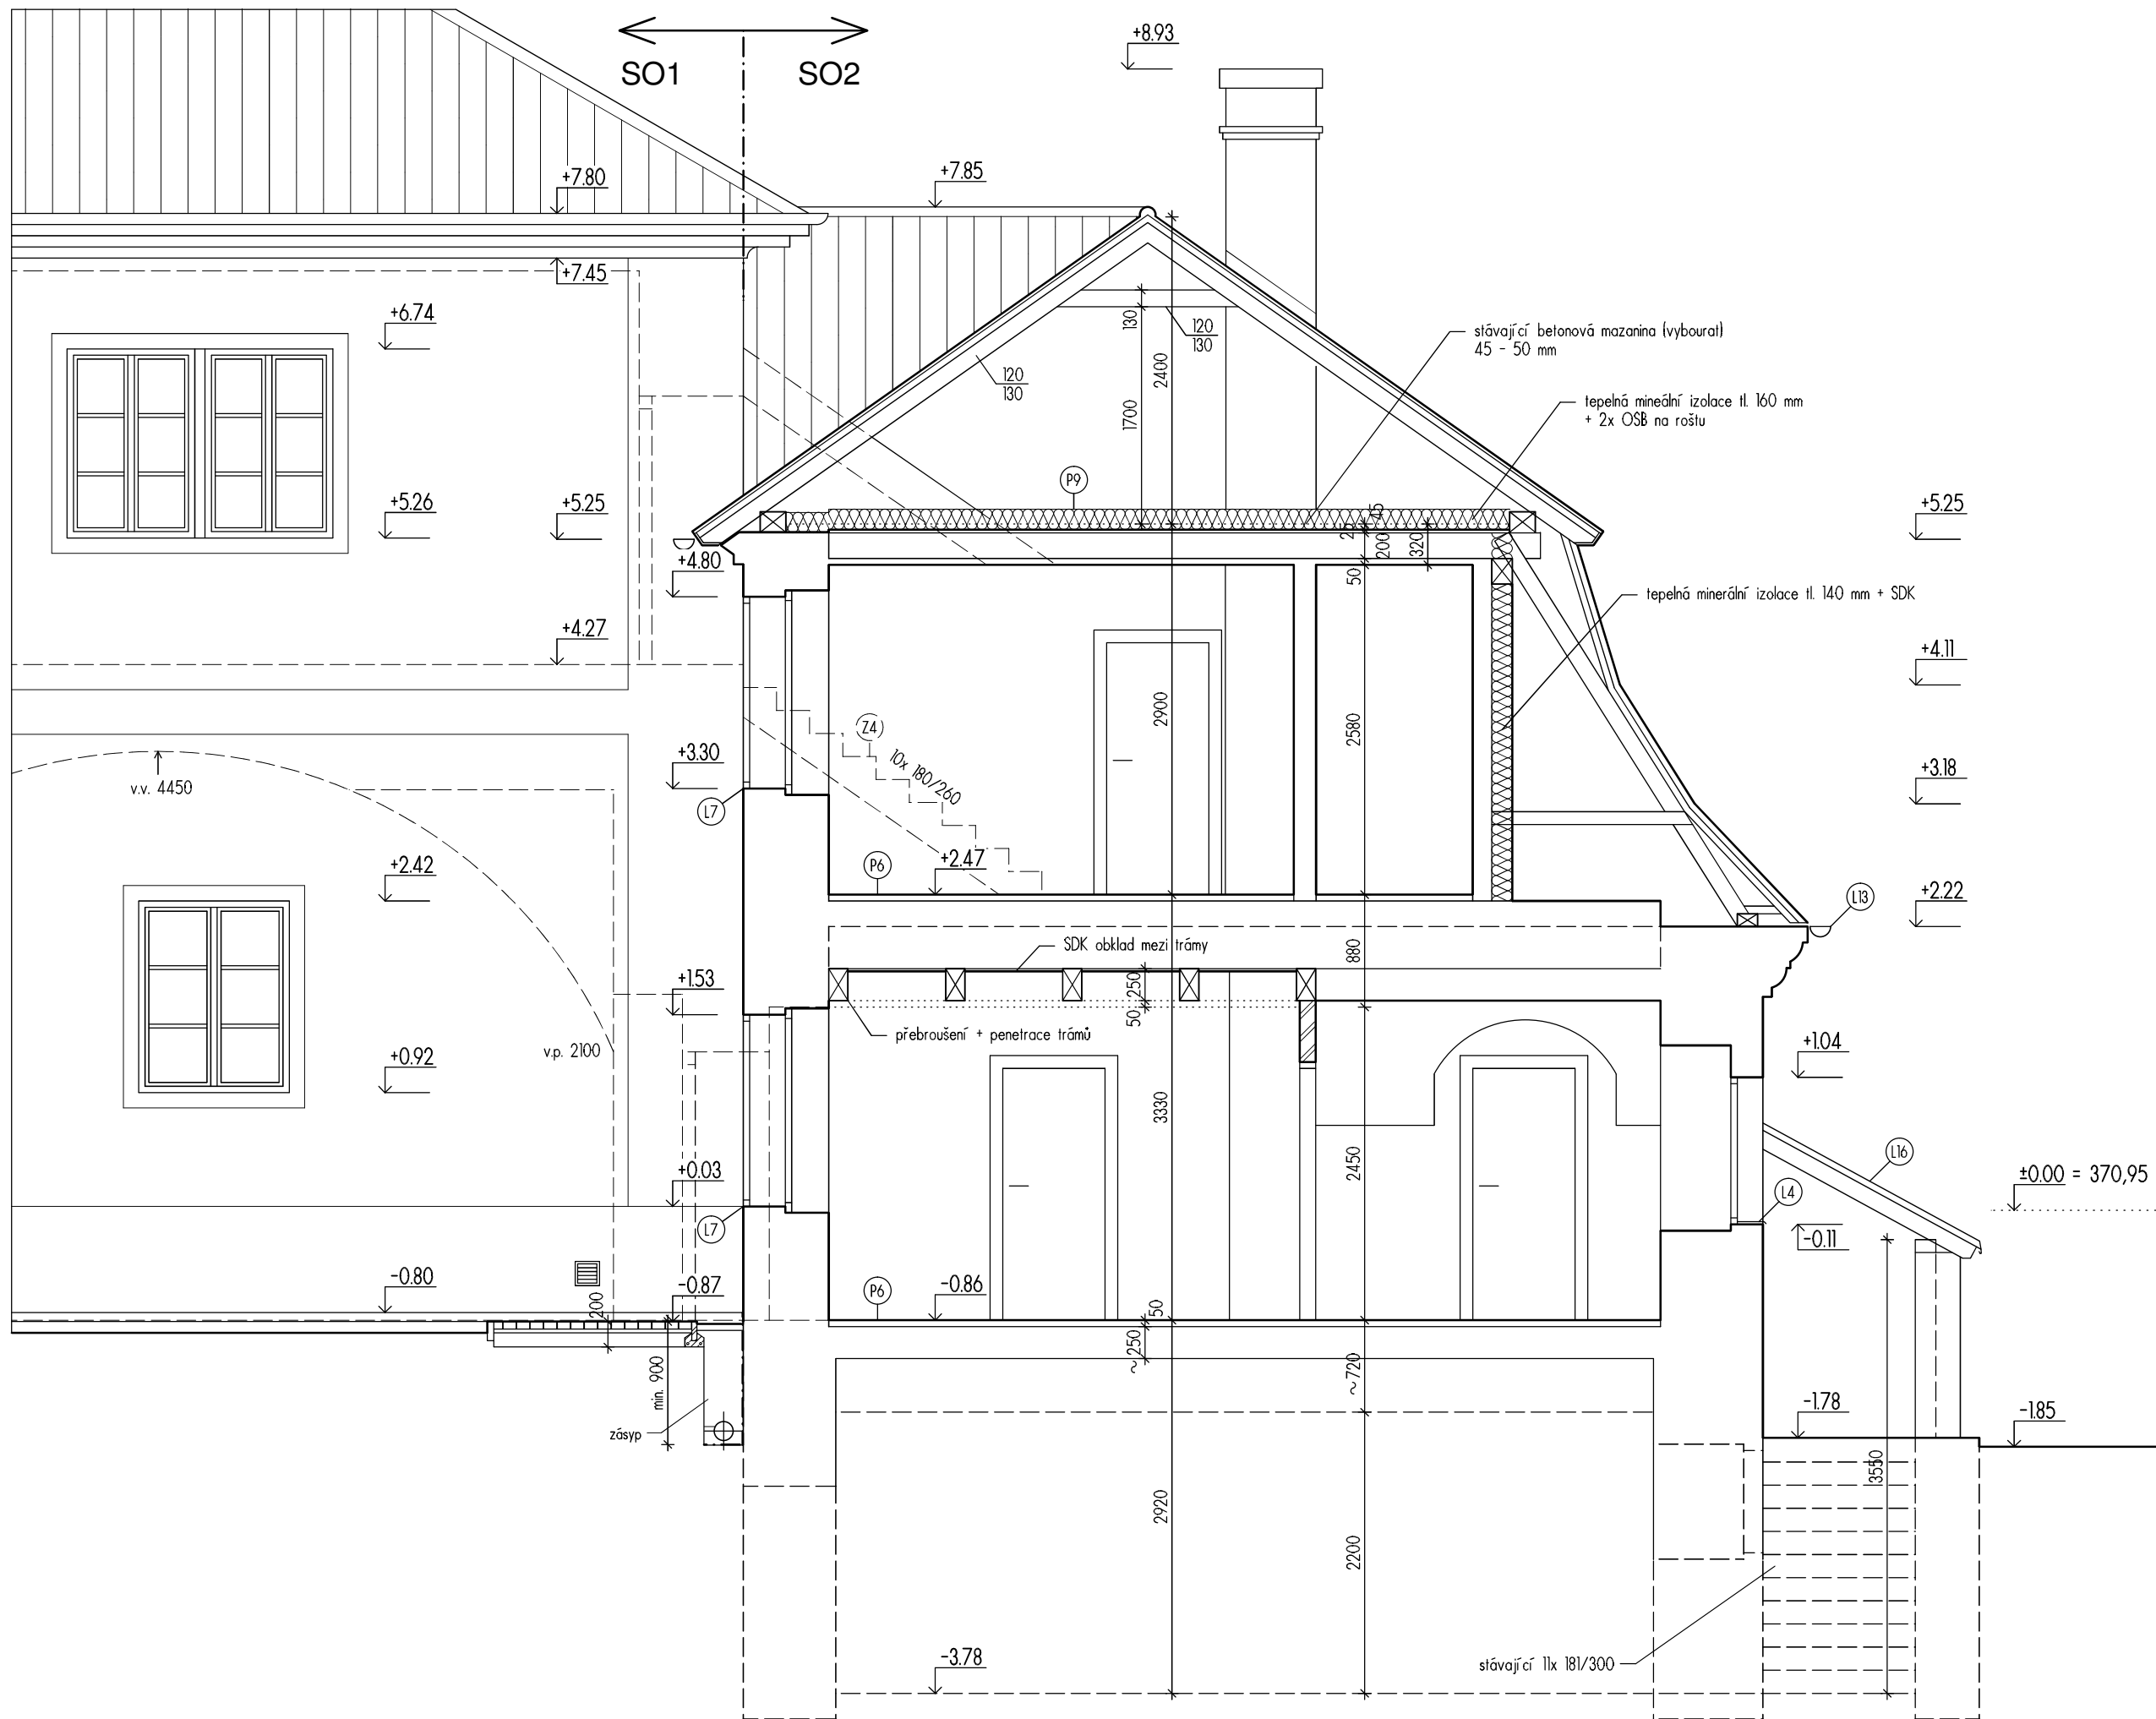 SO1
SO2
+8.93
+7.80
+7.85
+7.45
+6.74
130
120
130
stávající betonová mazanina (vybourat)
45 - 50 mm
2400
120
130
1700
tepelná mineální izolace tl. 160 mm
+ 2x OSB na roštu
P9
+5.26
+5.25
25
45
200
320
+5.25
+4.80
50
tepelná minerální izolace tl. 140 mm + SDK
+4.27
+4.11
2900
2580
Z4
10x 180/260
v.v. 4450
+3.30
+3.18
L7
+2.42
P6
+2.47
L13
+2.22
SDK obklad mezi trámy
880
+1.53
250
50
přebroušení + penetrace trámů
v.p. 2100
+0.92
+1.04
3330
2450
L16
+0.03
±0.00 = 370,95
L4
L7
-0.11
-0.80
-0.87
P6
-0.86
200
50
~250
~720
min. 900
zásyp
-1.78
-1.85
3550
2920
2200
-3.78
stávající 11x 181/300